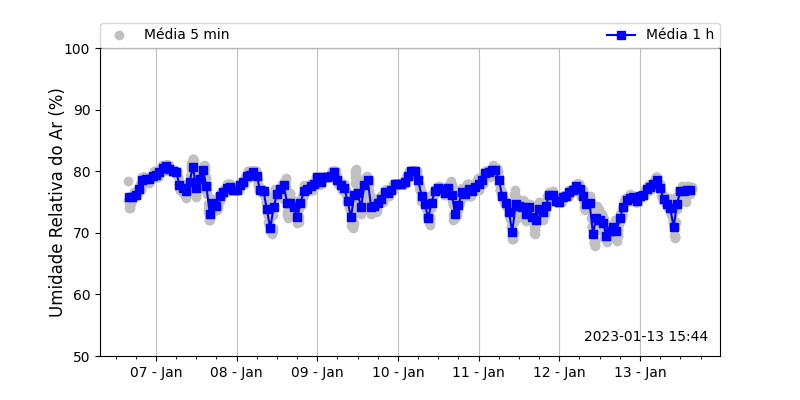 Média 5 min
Média 1 h
Umidade Relativa do Ar (%)
100
90
80
70
60
50
2023-01-13 15:44
07 - Jan
08 - Jan
09 - Jan
10 - Jan
11 - Jan
12 - Jan
13 - Jan